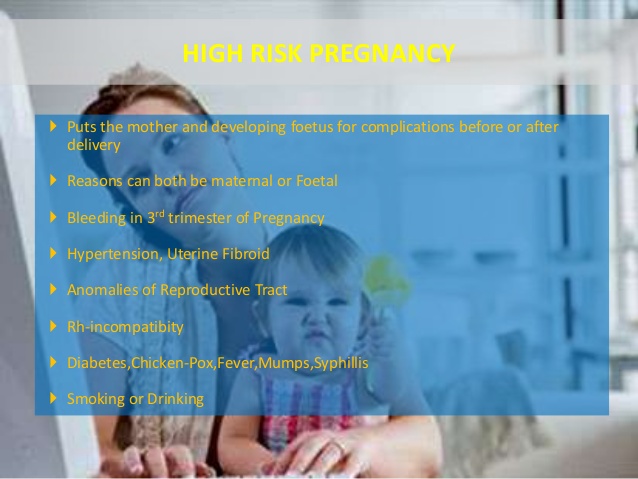 HIGH RISK PREGNANCY
Puts the mother and developing foetus for complications before or after
delivery
Reasons can both be maternal or Foetal
Bleeding in 3rd trimester of Pregnancy
Hypertension, Uterine Fibroid
Anomalies of Reproductive Tract
Rh-incompatibity
Diabetes,Chicken-Pox,Fever,Mumps,Syphillis
Smoking or Drinking